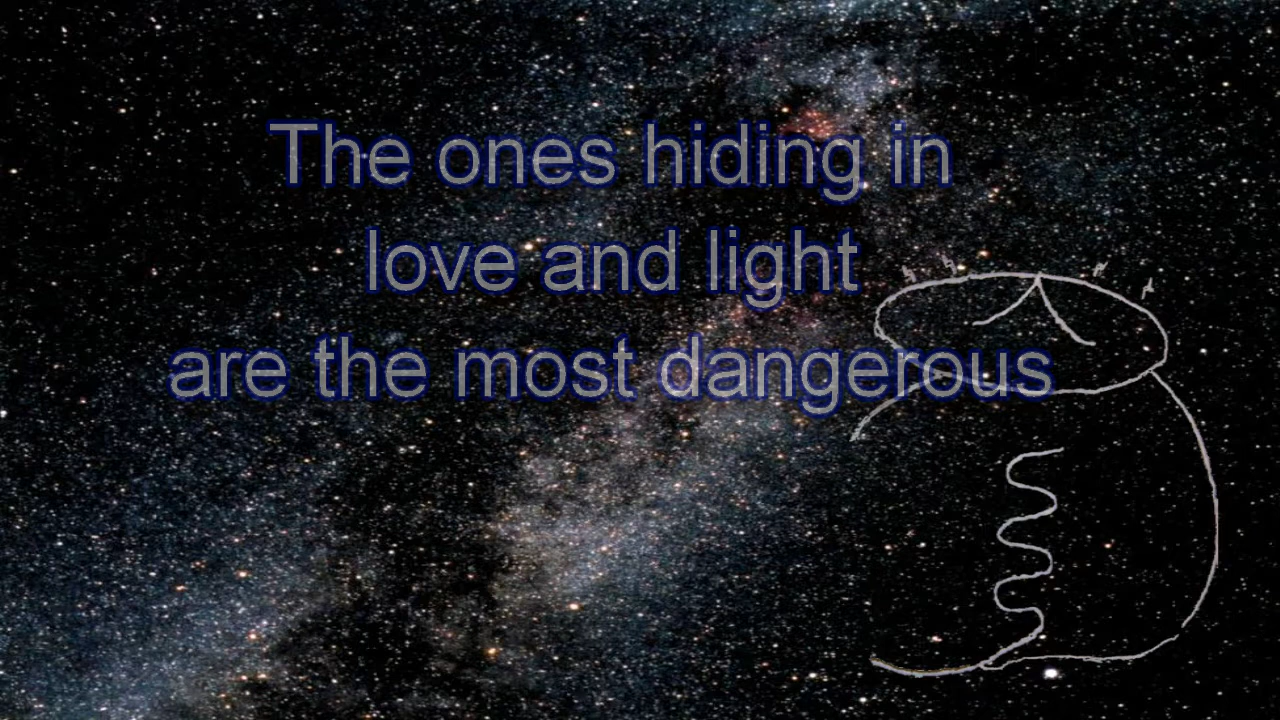 The ones hiding in
love and light
are the most dangerous